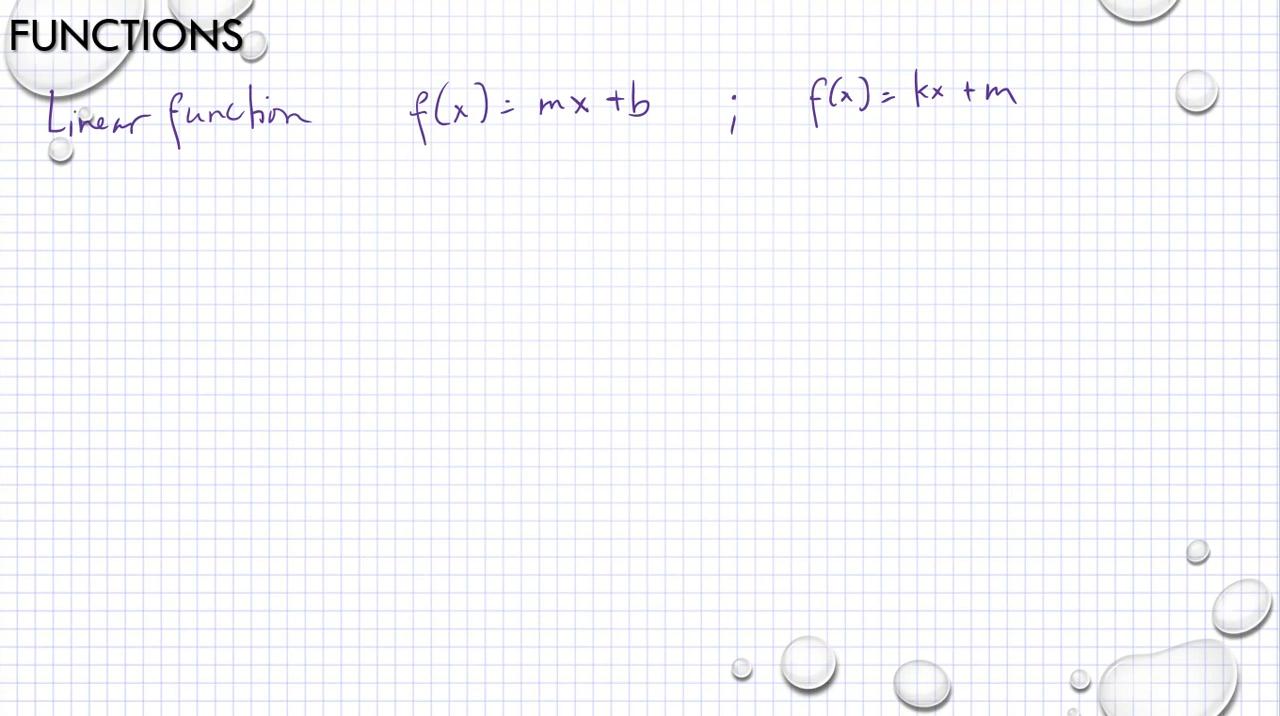 FUNCTIONS
Linear function f(x) = mx + b ; f(x) = kx + m